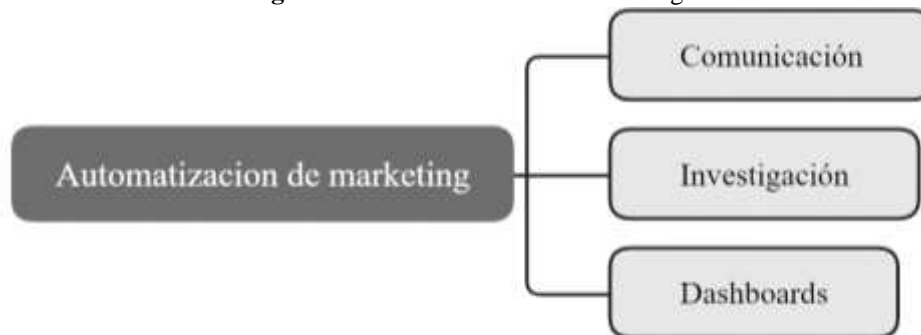 Automatizacion de marketing
Comunicación
Investigación
Dashboards